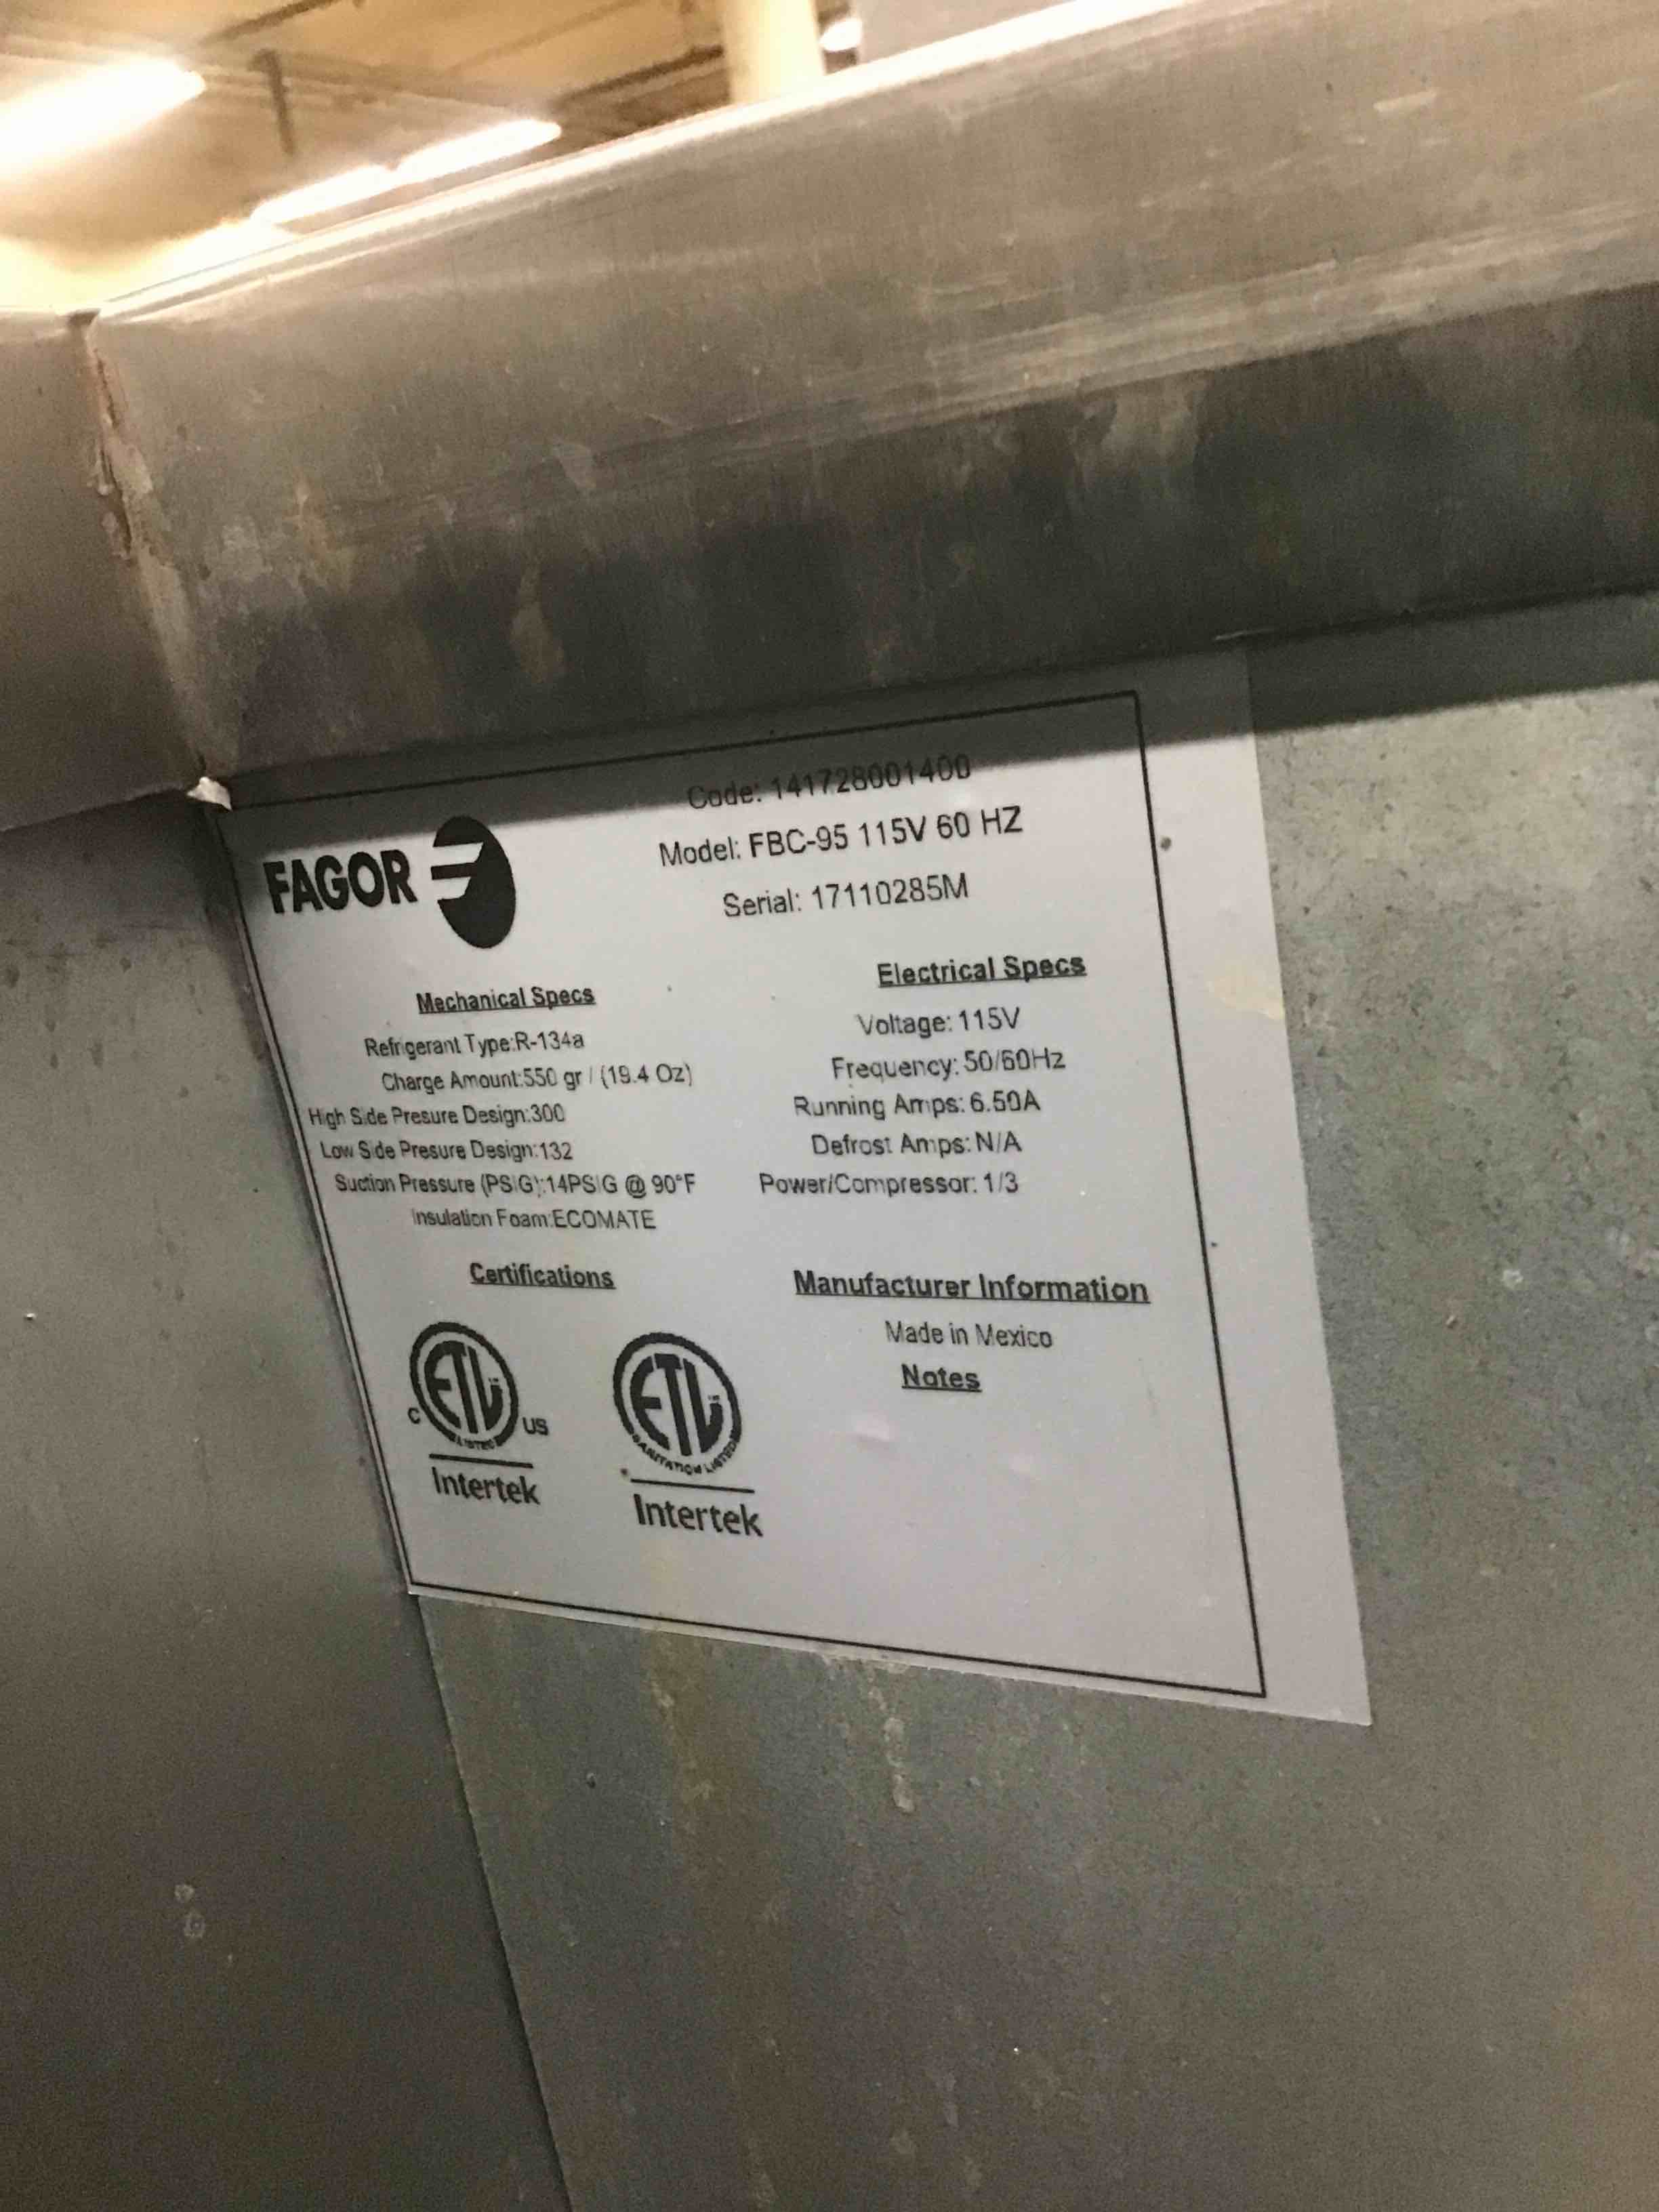 Code: 141728001400
FAGOR
Model: FBC-95 115V 60 HZ
Serial: 17110285M
Mechanical Specs
Refrigerant Type:R-134a
Charge Amount:550 gr / (19.4 Oz)
High Side Presure Design:300
Low Side Presure Design:132
Suction Pressure (PSIG):14PSIG @ 90°F
Insulation Foam:ECOMATE
Electrical Specs
Voltage: 115V
Frequency: 50/60Hz
Running Amps: 6.50A
Defrost Amps: N/A
Power/Compressor: 1/3
Certifications
C ETL US
LISTED
Intertek
ETL
SANITATION LISTED
Intertek
Manufacturer Information
Made in Mexico
Notes